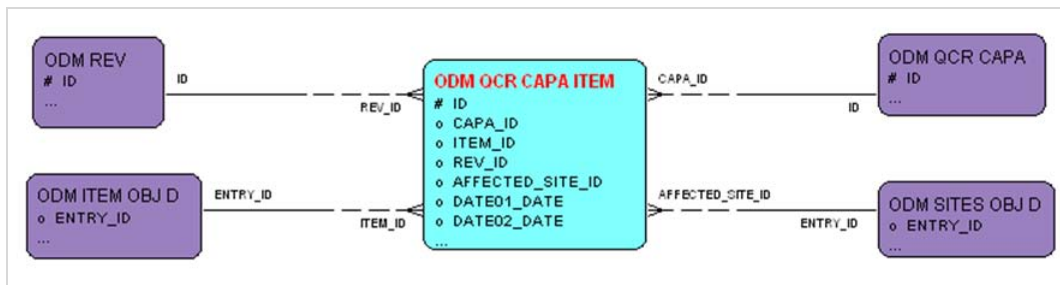 ODM REV
# ID
...
ID
REV_ID
ODM ITEM OBJ D
o ENTRY_ID
...
ENTRY_ID
ITEM_ID
ODM QCR CAPA ITEM
# ID
o CAPA_ID
o ITEM_ID
o REV_ID
o AFFECTED_SITE_ID
o DATE01_DATE
o DATE02_DATE
...
CAPA_ID
ID
ODM QCR CAPA
# ID
...
AFFECTED_SITE_ID
ENTRY_ID
ODM SITES OBJ D
o ENTRY_ID
...